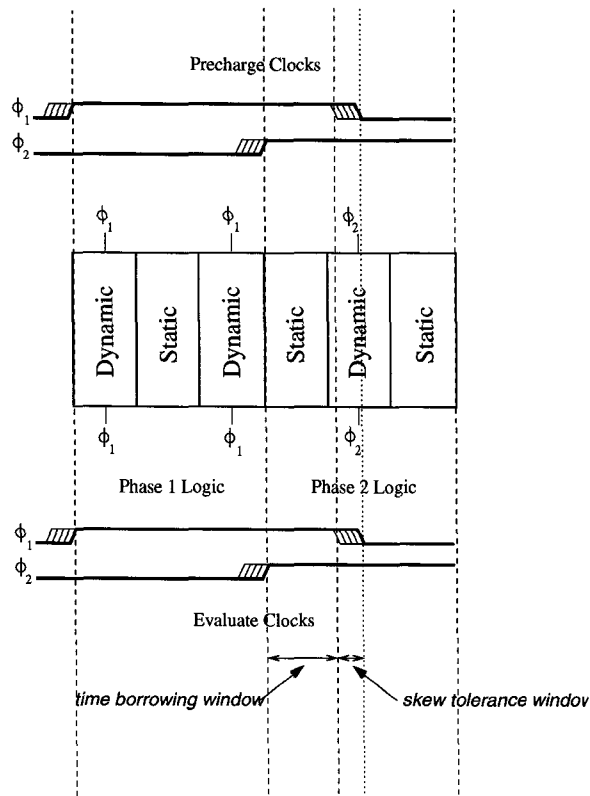 Precharge Clocks
ϕ1
ϕ2
ϕ1 ϕ1 ϕ2
Dynamic Static Dynamic Static Dynamic Static
ϕ1 ϕ1 ϕ2
Phase 1 Logic Phase 2 Logic
ϕ1
ϕ2
Evaluate Clocks
time borrowing window skew tolerance window